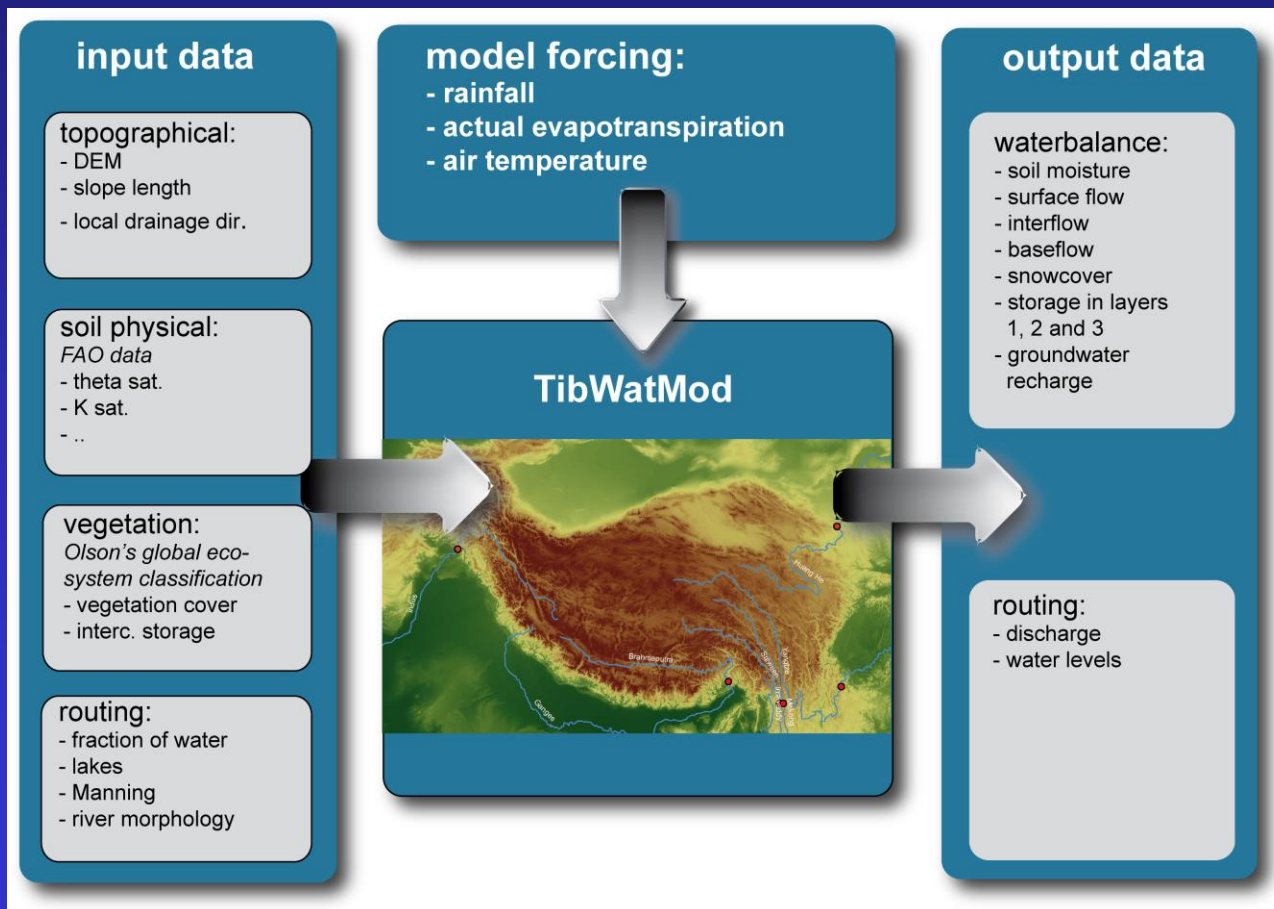 input data
topographical:
- DEM
- slope length
- local drainage dir.
soil physical:
FAO data
- theta sat.
- K sat.
- ..
vegetation:
Olson's global eco-
system classification
- vegetation cover
- interc. storage
routing:
- fraction of water
- lakes
- Manning
- river morphology
model forcing:
- rainfall
- actual evapotranspiration
- air temperature
TibWatMod
Indus
Ganges
Brahmaputra
Huang He
Yangtze
output data
waterbalance:
- soil moisture
- surface flow
- interflow
- baseflow
- snowcover
- storage in layers
1, 2 and 3
- groundwater
recharge
routing:
- discharge
- water levels